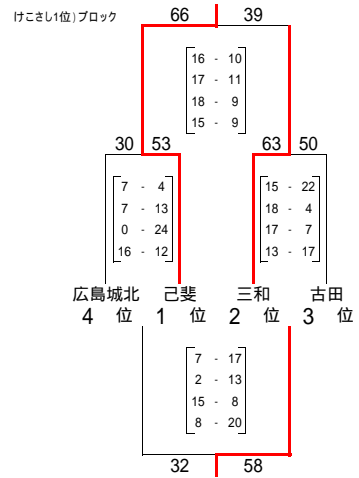 (けこさし1位)ブロック
66 39
16 - 10
17 - 11
18 - 9
15 - 9
30 53 63 50
7 - 4 15 - 22
7 - 13 18 - 4
0 - 24 17 - 7
16 - 12 13 - 17
広島城北 己斐 三和 古田
4 位 1 位 2 位 3 位
7 - 17
2 - 13
15 - 8
8 - 20
32 58